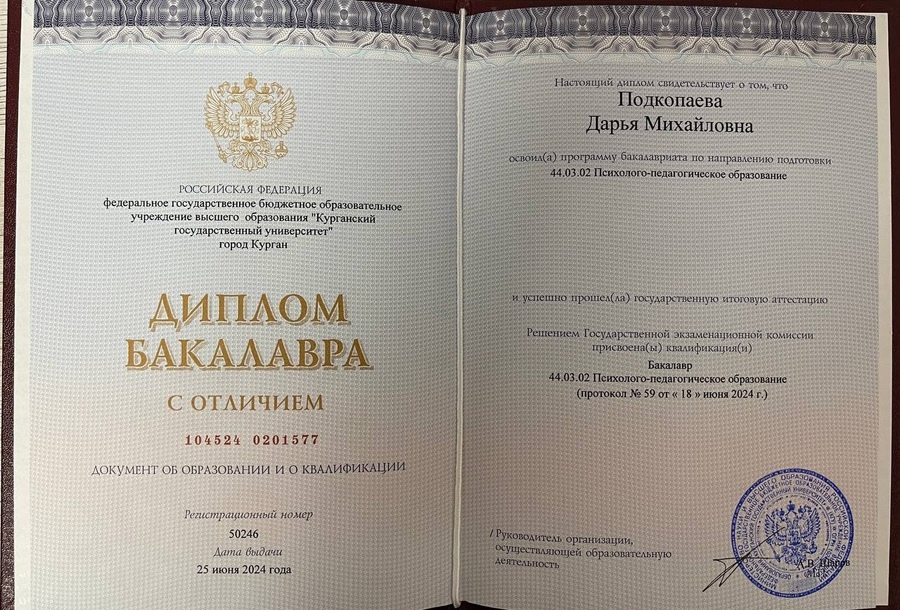 РОССИЙСКАЯ ФЕДЕРАЦИЯ
федеральное государственное бюджетное образовательное
учреждение высшего образования "Курганский
государственный университет"
город Курган
ДИПЛОМ
БАКАЛАВРА
С ОТЛИЧИЕМ
104524 0201577
ДОКУМЕНТ ОБ ОБРАЗОВАНИИ И О КВАЛИФИКАЦИИ
Регистрационный номер
50246
Дата выдачи
25 июня 2024 года
Настоящий диплом свидетельствует о том, что
Подкопаева
Дарья Михайловна
освоил(а) программу бакалавриата по направлению подготовки
44.03.02 Психолого-педагогическое образование
и успешно прошел(ла) государственную итоговую аттестацию
Решением Государственной экзаменационной комиссии
присвоена(ы) квалификация(и)
Бакалавр
44.03.02 Психолого-педагогическое образование
(протокол № 59 от « 18 » июня 2024 г.)
/ Руководитель организации,
осуществляющей образовательную
деятельность
А.В.